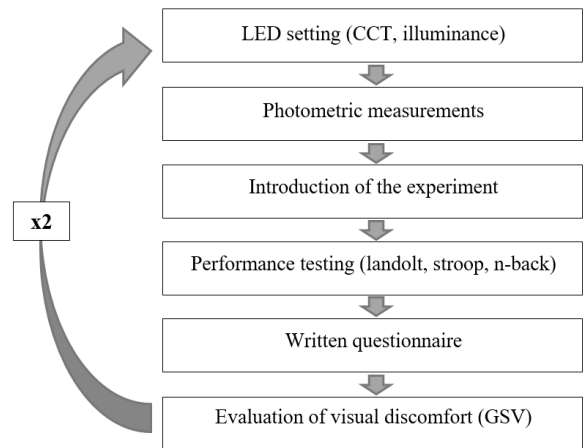 LED setting (CCT, illuminance)
Photometric measurements
Introduction of the experiment
x2
Performance testing (landolt, stroop, n-back)
Written questionnaire
Evaluation of visual discomfort (GSV)